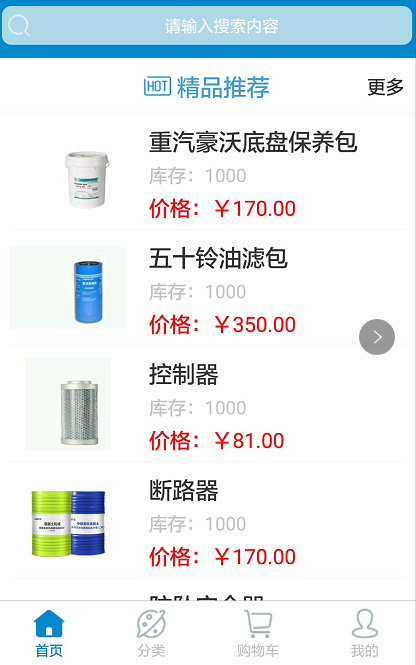 请输入搜索内容
HOT 精品推荐 更多
重汽豪沃底盘保养包
库存：1000
价格：￥170.00
五十铃油滤包
库存：1000
价格：￥350.00
控制器
库存：1000
价格：￥81.00
断路器
库存：1000
价格：￥170.00
首页 分类 购物车 我的